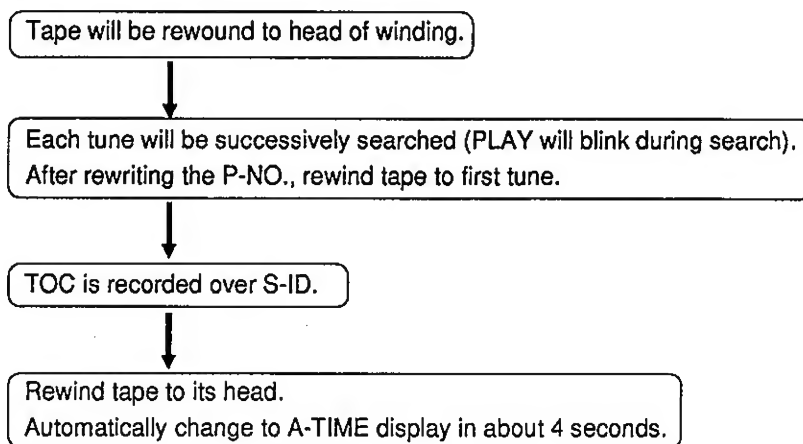 Tape will be rewound to head of winding.
Each tune will be successively searched (PLAY will blink during search).
After rewriting the P-NO., rewind tape to first tune.
TOC is recorded over S-ID.
Rewind tape to its head.
Automatically change to A-TIME display in about 4 seconds.